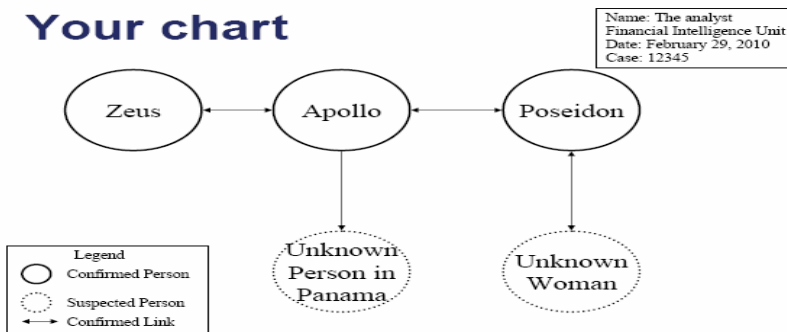 Your chart
Name: The analyst
Financial Intelligence Unit
Date: February 29, 2010
Case: 12345
Zeus
Apollo
Poseidon
Unknown
Person in
Panama
Unknown
Woman
Legend
Confirmed Person
Suspected Person
Confirmed Link